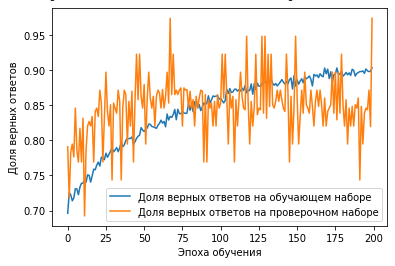 Доля верных ответов
0.95
0.90
0.85
0.80
0.75
0.70
Доля верных ответов на обучающем наборе
Доля верных ответов на проверочном наборе
0 25 50 75 100 125 150 175 200
Эпоха обучения